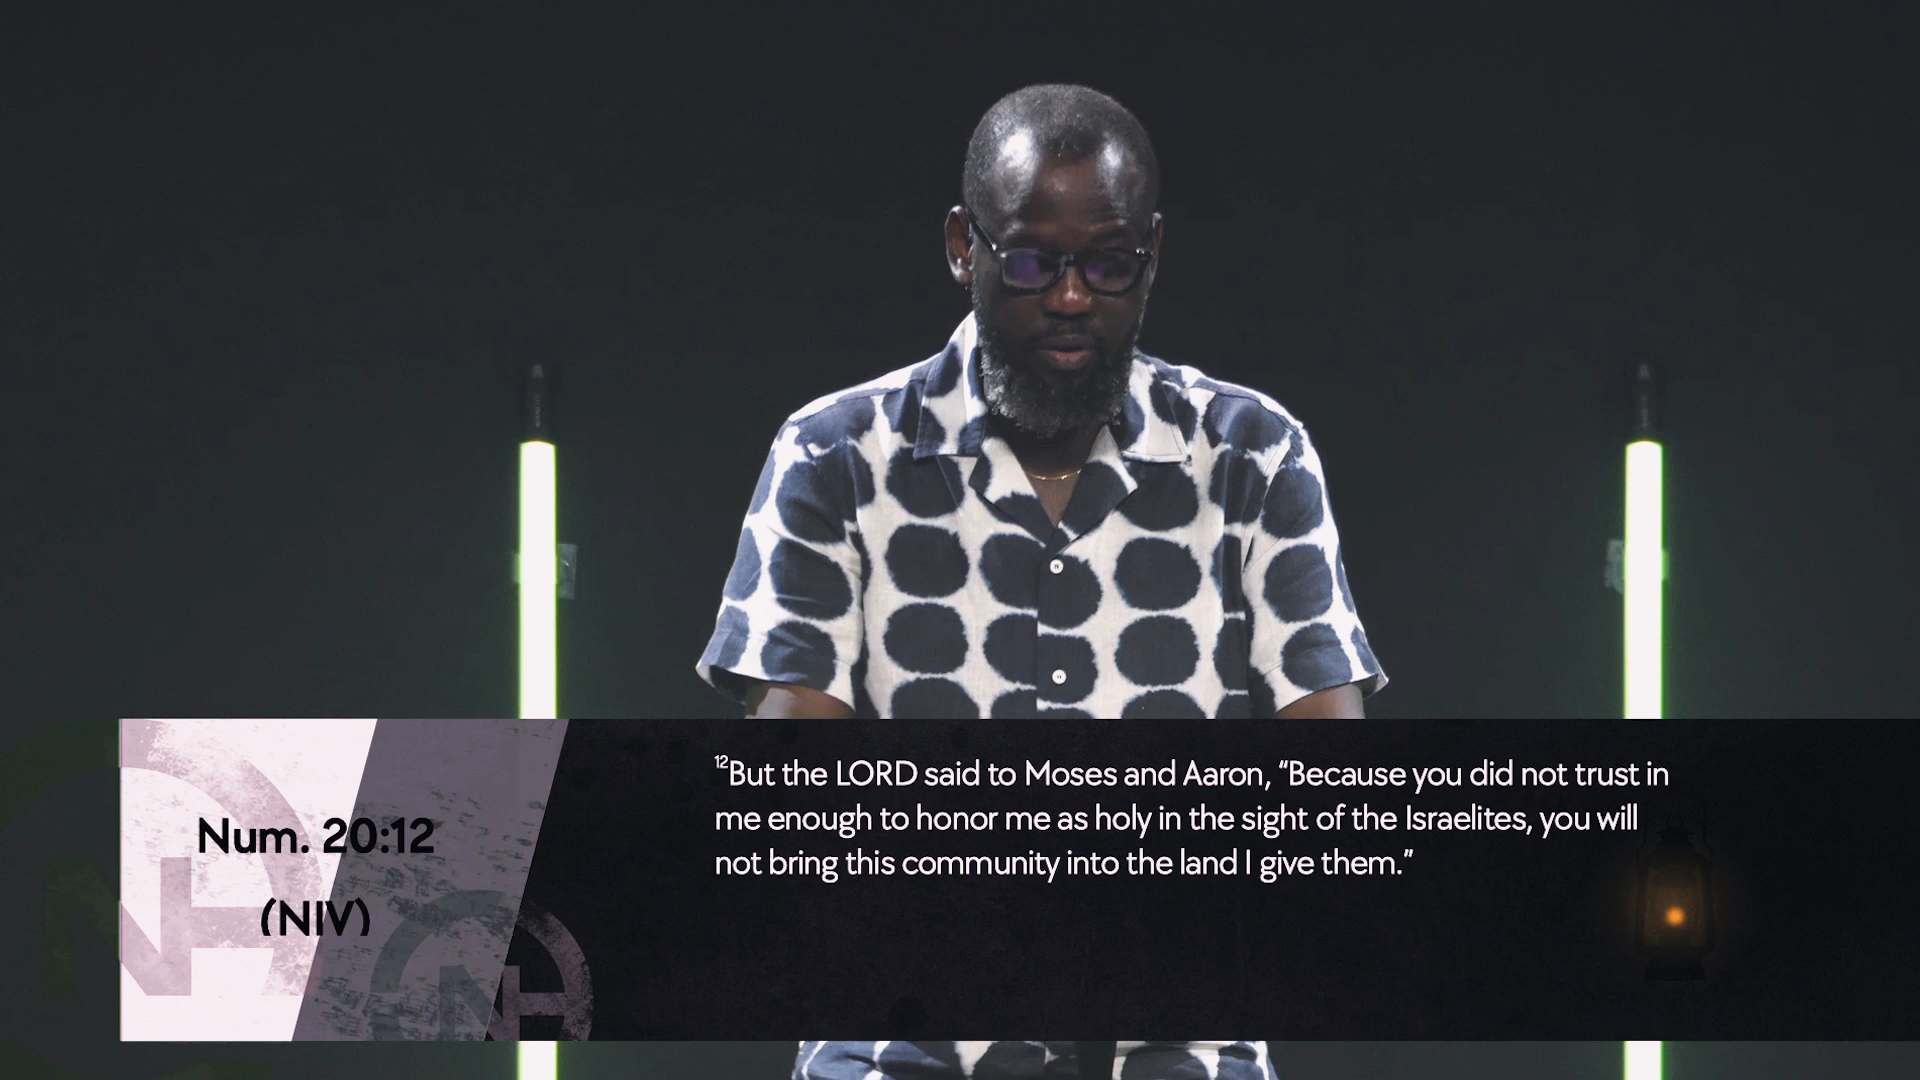 Num. 20:12
(NIV)
¹²But the LORD said to Moses and Aaron, “Because you did not trust in
me enough to honor me as holy in the sight of the Israelites, you will
not bring this community into the land I give them.”
NH
NH